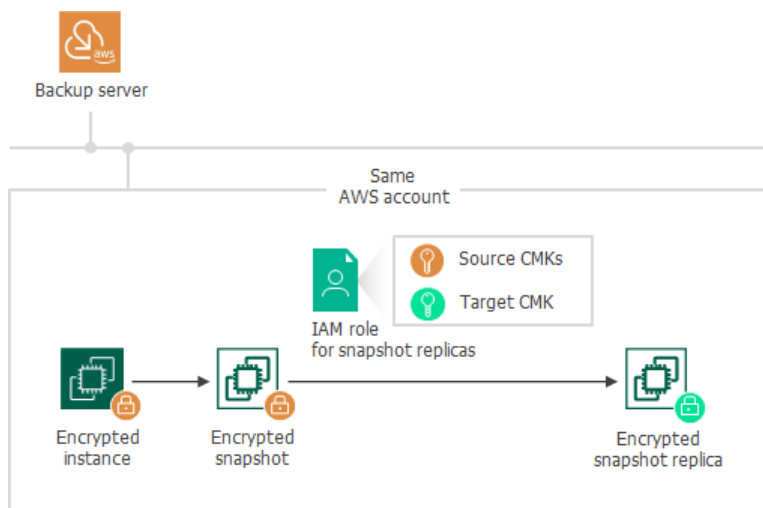 aws
Backup server
Same
AWS account
Source CMKs
Target CMK
IAM role
for snapshot replicas
Encrypted
instance
Encrypted
snapshot
Encrypted
snapshot replica